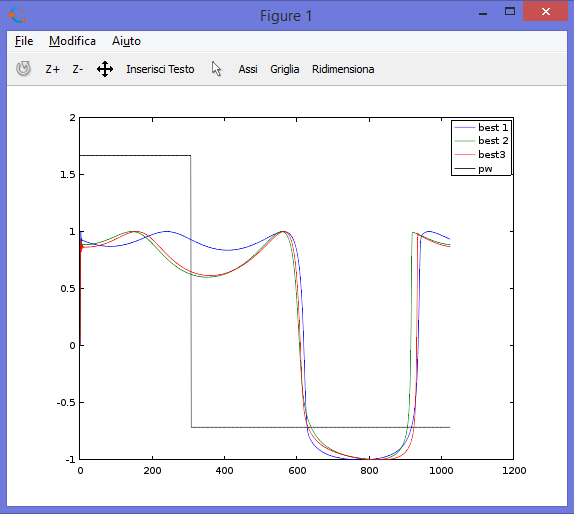 Figure 1
File Modifica Aiuto
Z+ Z- Inserisci Testo Assi Griglia Ridimensiona
2
1.5
1
0.5
0
-0.5
-1
0 200 400 600 800 1000 1200
best 1
best 2
best3
pw